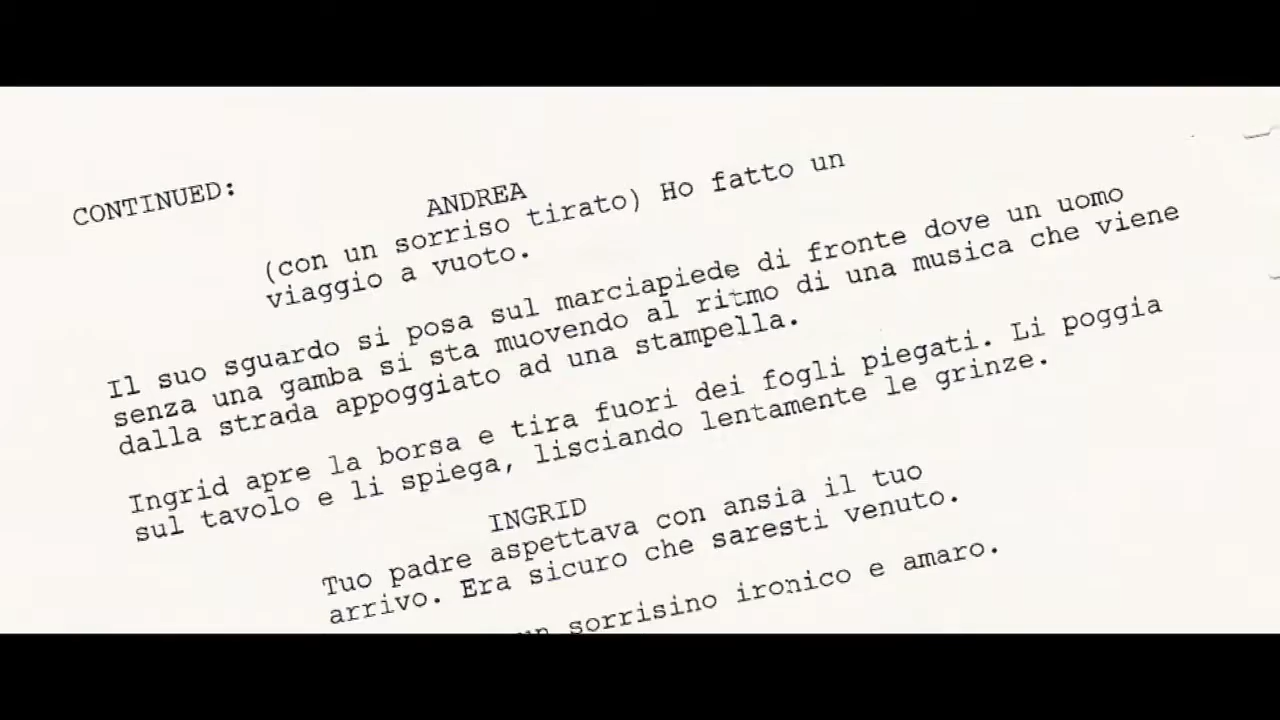 CONTINUED:
ANDREA
(con un sorriso tirato) Ho fatto un
viaggio a vuoto.
Il suo sguardo si posa sul marciapiede di fronte dove un uomo
senza una gamba si sta muovendo al ritmo di una musica che viene
dalla strada appoggiato ad una stampella.
Ingrid apre la borsa e tira fuori dei fogli piegati. Li poggia
sul tavolo e li spiega, lisciando lentamente le grinze.
INGRID
Tuo padre aspettava con ansia il tuo
arrivo. Era sicuro che saresti venuto.
un sorrisino ironico e amaro.